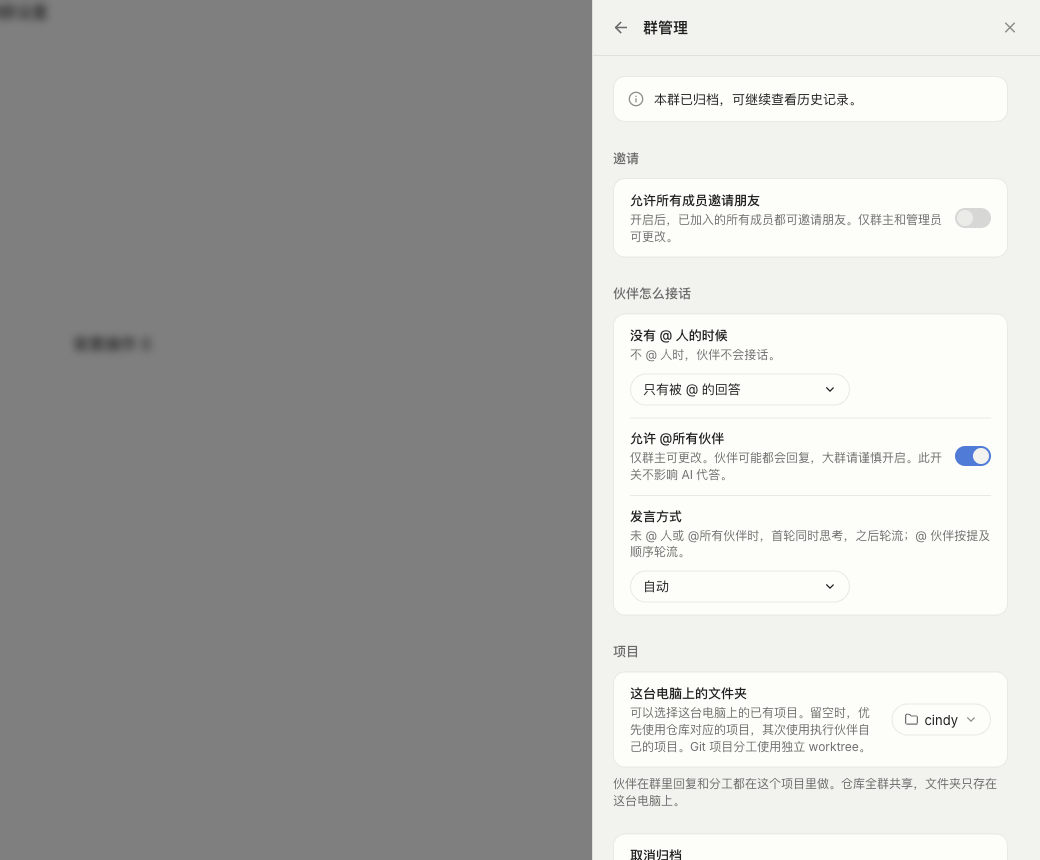 群管理
本群已归档，可继续查看历史记录。
邀请
允许所有成员邀请朋友
开启后，已加入的所有成员都可邀请朋友。仅群主和管理员
可更改。
伙伴怎么接话
没有 @ 人的时候
不 @ 人时，伙伴不会接话。
只有被 @ 的回答
允许 @所有伙伴
仅群主可更改。伙伴可能都会回复，大群请谨慎开启。此开
关不影响 AI 代答。
发言方式
未 @ 人或 @所有伙伴时，首轮同时思考，之后轮流；@ 伙伴按提及
顺序轮流。
自动
项目
这台电脑上的文件夹
可以选择这台电脑上的已有项目。留空时，优
先使用仓库对应的项目，其次使用执行伙伴自
己的项目。Git 项目分工使用独立 worktree。
cindy
伙伴在群里回复和分工都在这个项目里做。仓库全群共享，文件夹只存在
这台电脑上。
取消归档